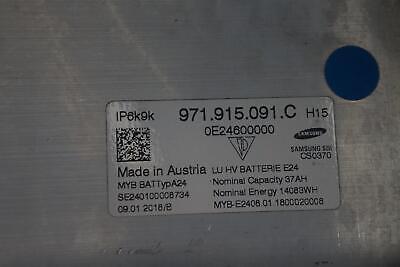 IP6k9k 971.915.091.C H15
0E24600000
SAMSUNG
SAMSUNG SDI
CS0370
Made in Austria LU HV BATTERIE E24
MYB BATTypA24 Nominal Capacity 37AH
SE240100008734 Nominal Energy 14083WH
09.01.2018/B MYB-E2406.01.1800020008